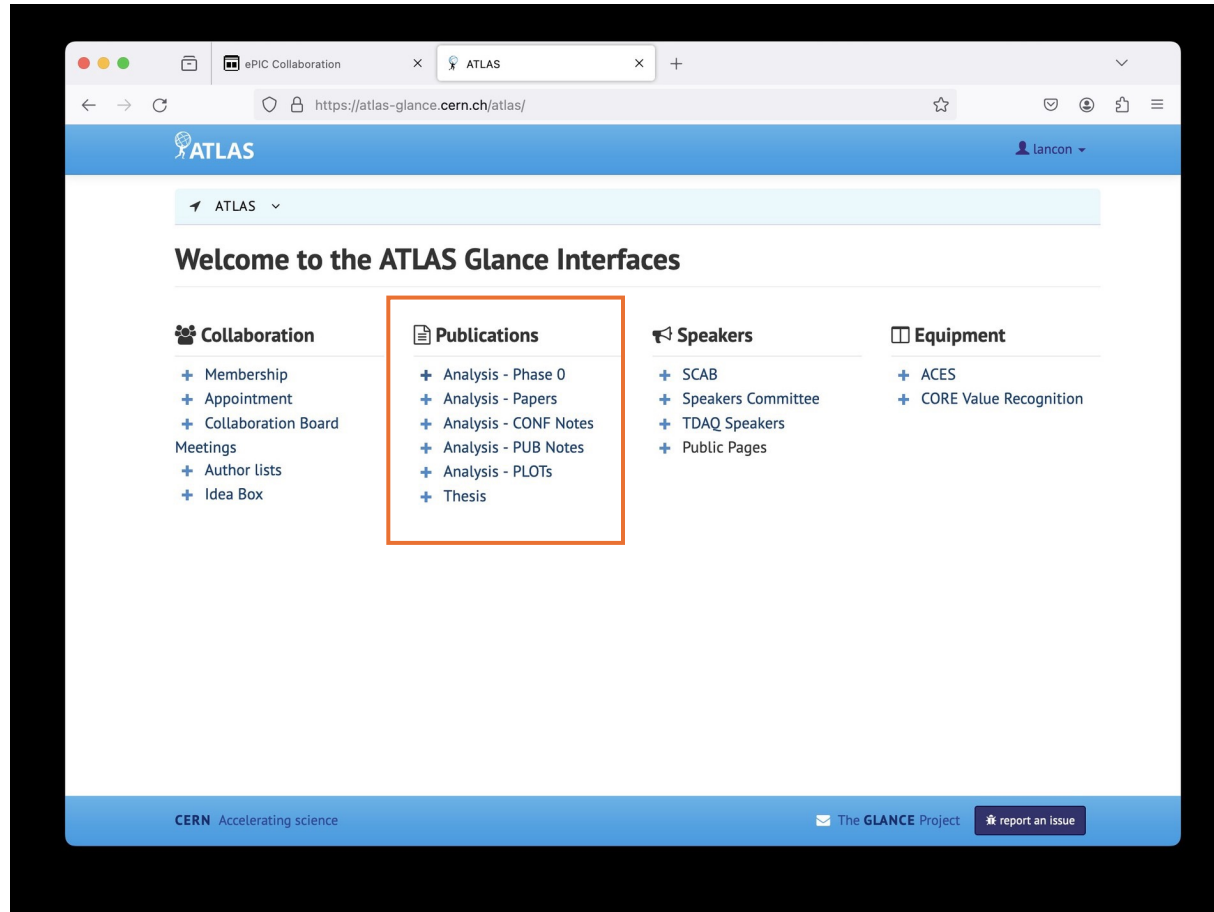 ePIC Collaboration
ATLAS
https://atlas-glance.cern.ch/atlas/
ATLAS
lancon
ATLAS
Welcome to the ATLAS Glance Interfaces
Collaboration
Membership
Appointment
Collaboration Board
Meetings
Author lists
Idea Box
Publications
Analysis - Phase 0
Analysis - Papers
Analysis - CONF Notes
Analysis - PUB Notes
Analysis - PLOTs
Thesis
Speakers
SCAB
Speakers Committee
TDAQ Speakers
Public Pages
Equipment
ACES
CORE Value Recognition
CERN Accelerating science
The GLANCE Project
report an issue